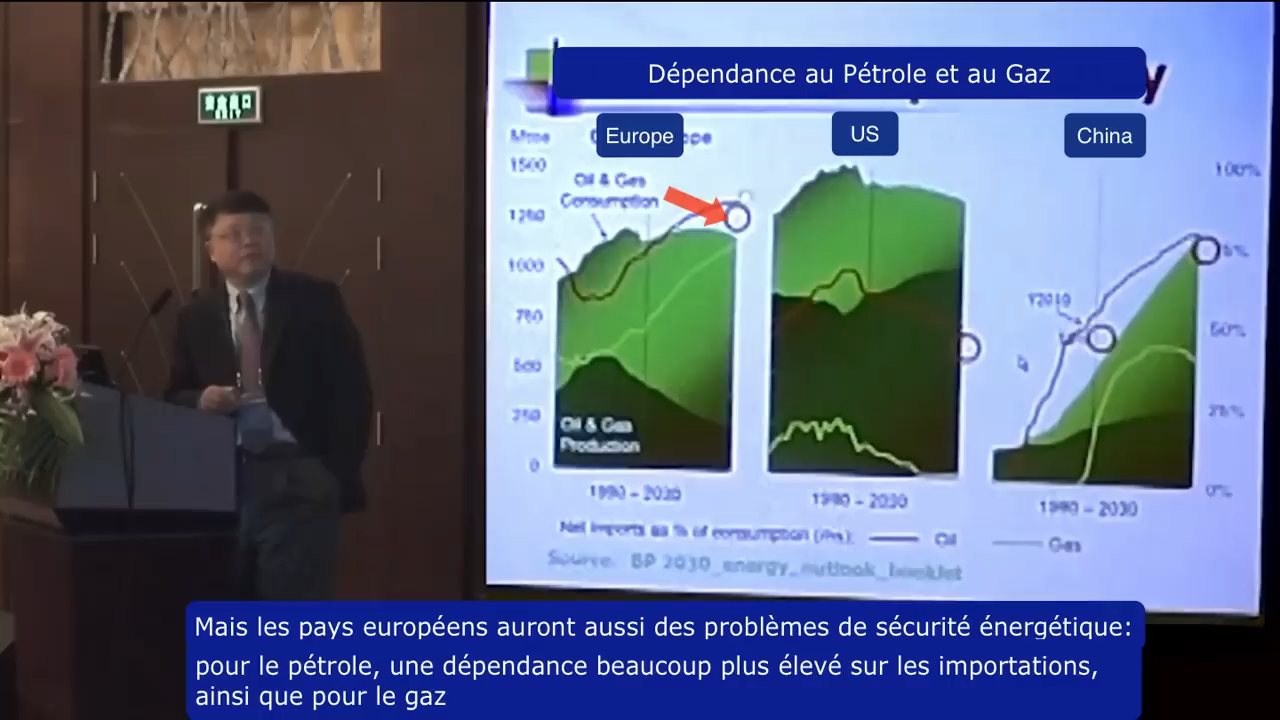 EXIT
Dépendance au Pétrole et au Gaz
Europe
US
China
Mtoe
1500
1250
1000
750
500
250
0
Oil & Gas
Consumption
Oil & Gas
Production
Y2010
100%
50%
25%
0%
1990 – 2030
1990 – 2030
1990 – 2030
Net imports as % of consumption (rhs):
Oil
Gas
Source: BP 2030_energy_outlook_booklet
Mais les pays européens auront aussi des problèmes de sécurité énergétique:
pour le pétrole, une dépendance beaucoup plus élevé sur les importations,
ainsi que pour le gaz